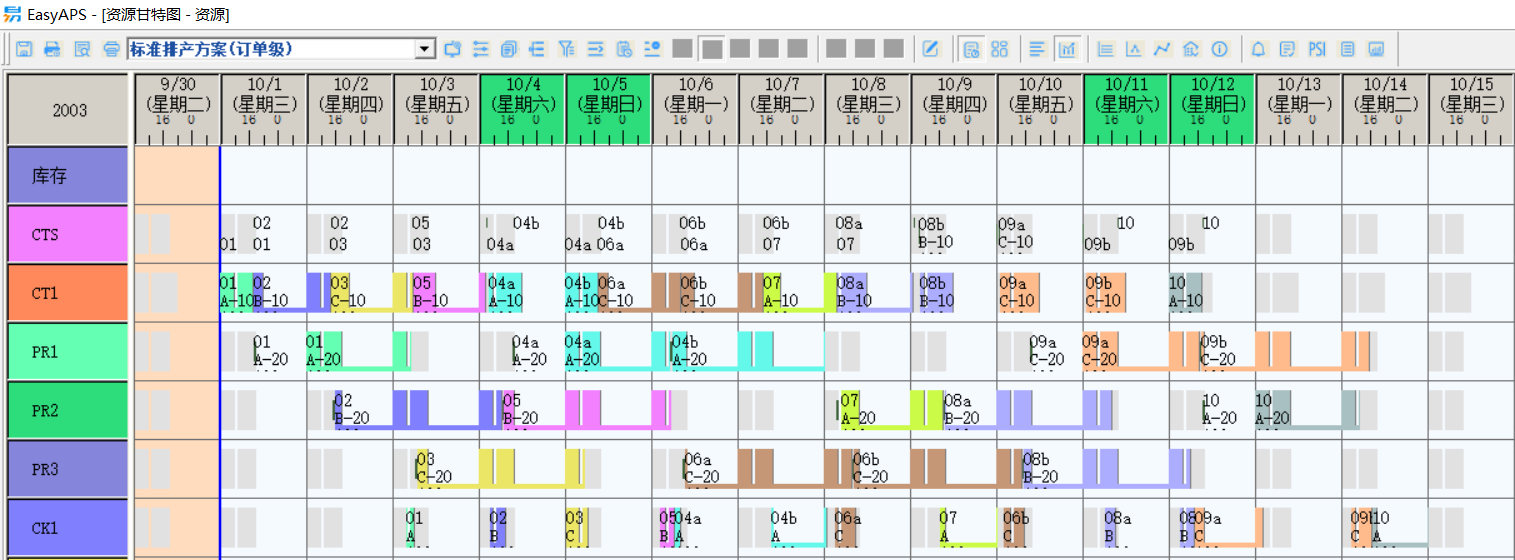 EasyAPS - [资源甘特图 - 资源]
标准排产方案(订单级)
PSI
2003 9/30 10/1 10/2 10/3 10/4 10/5 10/6 10/7 10/8 10/9 10/10 10/11 10/12 10/13 10/14 10/15
(星期二) (星期三) (星期四) (星期五) (星期六) (星期日) (星期一) (星期二) (星期三) (星期四) (星期五) (星期六) (星期日) (星期一) (星期二) (星期三)
16 0 16 0 16 0 16 0 16 0 16 0 16 0 16 0 16 0 16 0 16 0 16 0 16 0 16 0 16 0 16 0
库存
CTS
02 02 05 04b 04b 06b 06b 08a 08b 09a 10 10
01 01 03 03 04a 04a 06a 06a 07 07 B-10 C-10 09b 09b
CT1
01 02 03 05 04a 04b 06a 06b 07 08a 08b 09a 09b 10
A-10 B-10 C-10 B-10 A-10 A-10 C-10 C-10 A-10 B-10 B-10 C-10 C-10 A-10
PR1
01 01 04a 04a 04b 09a 09a 09b
A-20 A-20 A-20 A-20 A-20 C-20 C-20 C-20
PR2
02 05 07 08a 10 10
B-20 B-20 A-20 B-20 A-20 A-20
PR3
03 06a 06b 08b
C-20 C-20 C-20 B-20
CK1
01 02 03 05 04a 04b 06a 07 06b 08a 09a 10
A B C B A A C A C B B C C A